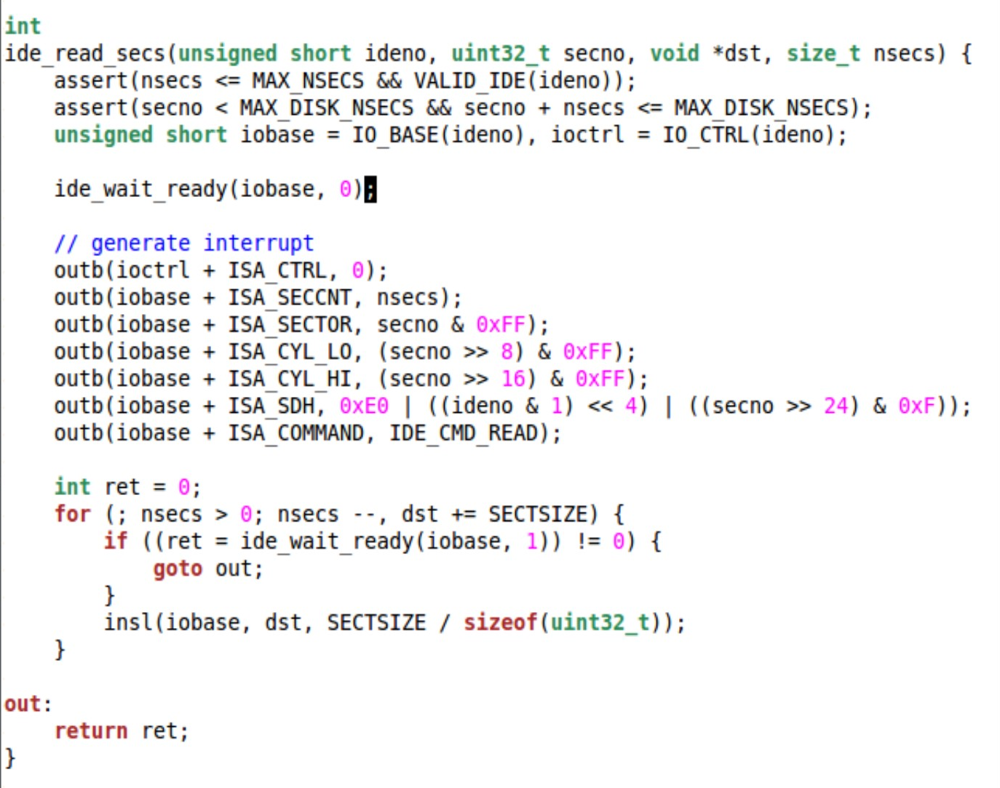 int
ide_read_secs(unsigned short ideno, uint32_t secno, void *dst, size_t nsecs) {
    assert(nsecs <= MAX_NSECS && VALID_IDE(ideno));
    assert(secno < MAX_DISK_NSECS && secno + nsecs <= MAX_DISK_NSECS);
    unsigned short iobase = IO_BASE(ideno), ioctrl = IO_CTRL(ideno);

    ide_wait_ready(iobase, 0);

    // generate interrupt
    outb(ioctrl + ISA_CTRL, 0);
    outb(iobase + ISA_SECCNT, nsecs);
    outb(iobase + ISA_SECTOR, secno & 0xFF);
    outb(iobase + ISA_CYL_LO, (secno >> 8) & 0xFF);
    outb(iobase + ISA_CYL_HI, (secno >> 16) & 0xFF);
    outb(iobase + ISA_SDH, 0xE0 | ((ideno & 1) << 4) | ((secno >> 24) & 0xF));
    outb(iobase + ISA_COMMAND, IDE_CMD_READ);

    int ret = 0;
    for (; nsecs > 0; nsecs --, dst += SECTSIZE) {
        if ((ret = ide_wait_ready(iobase, 1)) != 0) {
            goto out;
        }
        insl(iobase, dst, SECTSIZE / sizeof(uint32_t));
    }

out:
    return ret;
}